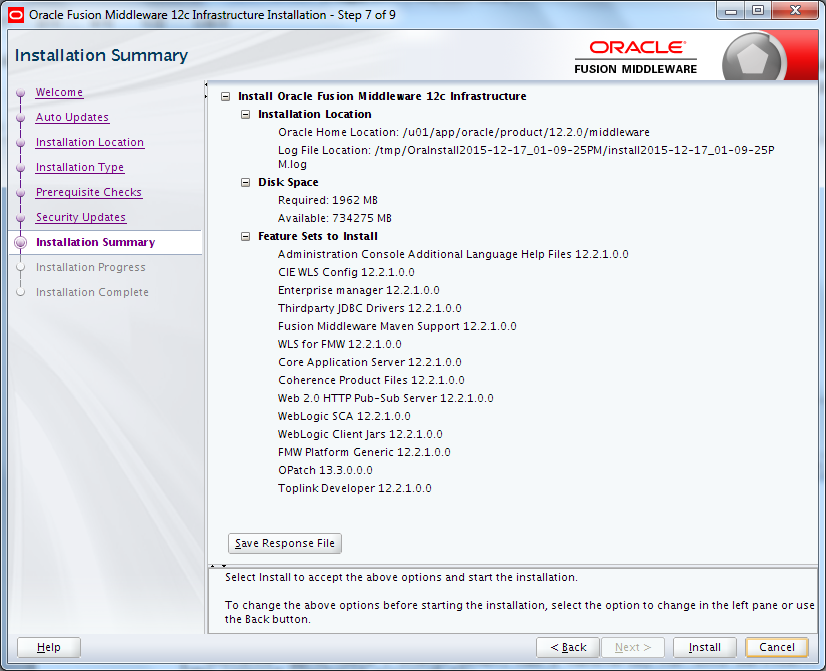 Oracle Fusion Middleware 12c Infrastructure Installation - Step 7 of 9
Installation Summary
ORACLE
FUSION MIDDLEWARE
Welcome
Auto Updates
Installation Location
Installation Type
Prerequisite Checks
Security Updates
Installation Summary
Installation Progress
Installation Complete
Install Oracle Fusion Middleware 12c Infrastructure
Installation Location
Oracle Home Location: /u01/app/oracle/product/12.2.0/middleware
Log File Location: /tmp/OraInstall2015-12-17_01-09-25PM/install2015-12-17_01-09-25P
M.log
Disk Space
Required: 1962 MB
Available: 734275 MB
Feature Sets to Install
Administration Console Additional Language Help Files 12.2.1.0.0
CIE WLS Config 12.2.1.0.0
Enterprise manager 12.2.1.0.0
Thirdparty JDBC Drivers 12.2.1.0.0
Fusion Middleware Maven Support 12.2.1.0.0
WLS for FMW 12.2.1.0.0
Core Application Server 12.2.1.0.0
Coherence Product Files 12.2.1.0.0
Web 2.0 HTTP Pub-Sub Server 12.2.1.0.0
WebLogic SCA 12.2.1.0.0
WebLogic Client Jars 12.2.1.0.0
FMW Platform Generic 12.2.1.0.0
OPatch 13.3.0.0.0
Toplink Developer 12.2.1.0.0
Save Response File
Select Install to accept the above options and start the installation.
To change the above options before starting the installation, select the option to change in the left pane or use
the Back button.
Help
< Back
Next >
Install
Cancel